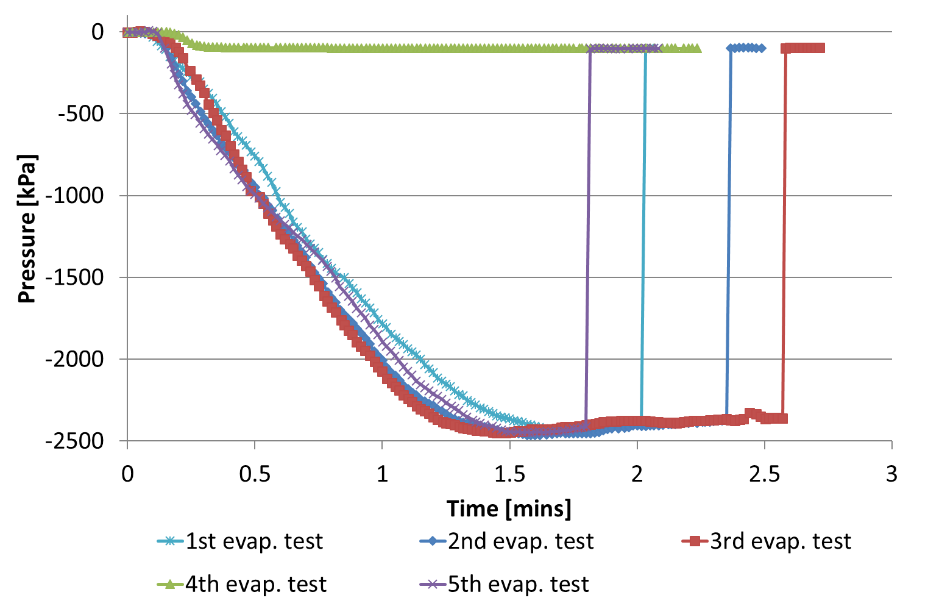 0
-500
-1000
-1500
-2000
-2500
Pressure [kPa]
0 0.5 1 1.5 2 2.5 3
Time [mins]
1st evap. test 2nd evap. test 3rd evap. test
4th evap. test 5th evap. test